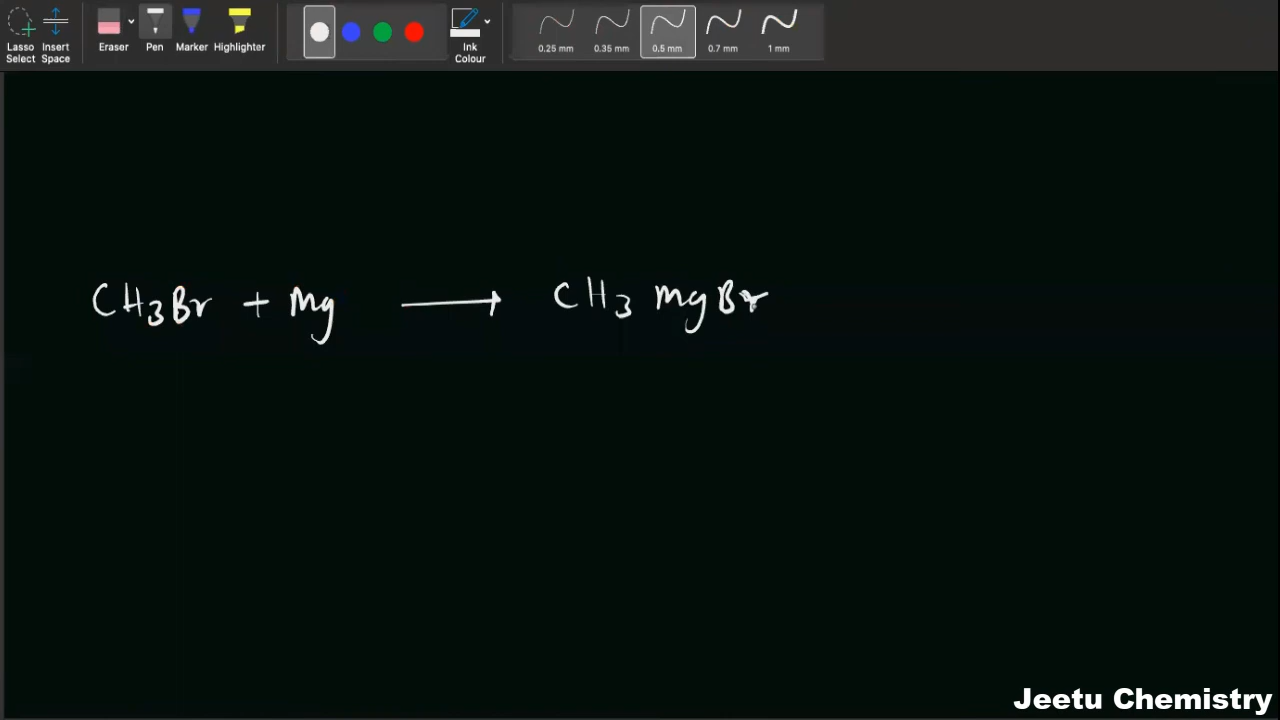 Lasso Select Insert Space Eraser Pen Marker Highlighter Ink Colour 0.25 mm 0.35 mm 0.5 mm 0.7 mm 1 mm
CH3Br + Mg ⟶ CH3 MgBr
Jeetu Chemistry